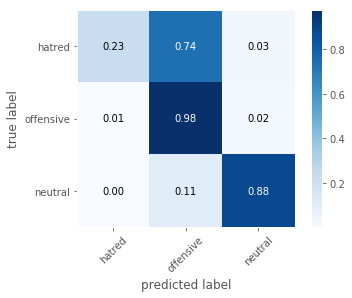 hatred
0.23
0.74
0.03
0.8
offensive
0.01
0.98
0.02
0.6
0.4
neutral
0.00
0.11
0.88
0.2
true label
hatred
offensive
neutral
predicted label